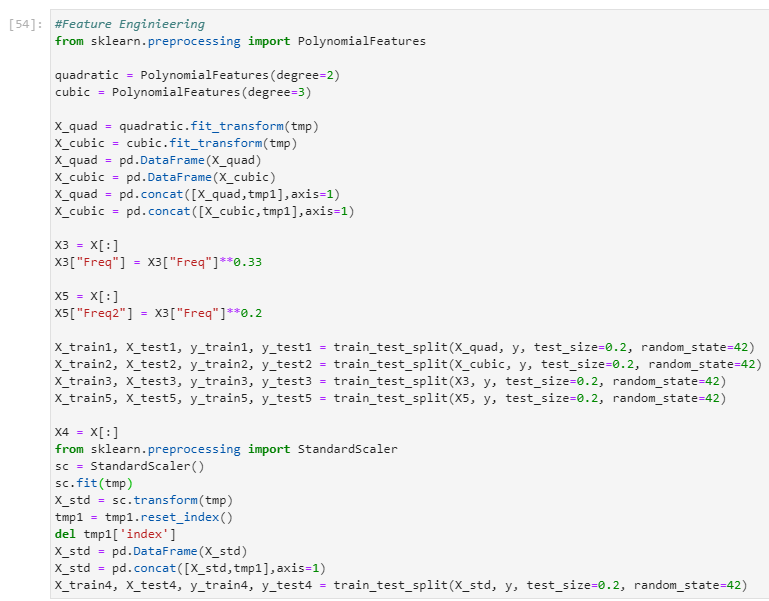 [54]: #Feature Enginieering
from sklearn.preprocessing import PolynomialFeatures
quadratic = PolynomialFeatures(degree=2)
cubic = PolynomialFeatures(degree=3)
X_quad = quadratic.fit_transform(tmp)
X_cubic = cubic.fit_transform(tmp)
X_quad = pd.DataFrame(X_quad)
X_cubic = pd.DataFrame(X_cubic)
X_quad = pd.concat([X_quad,tmp1],axis=1)
X_cubic = pd.concat([X_cubic,tmp1],axis=1)
X3 = X[:]
X3["Freq"] = X3["Freq"]**0.33
X5 = X[:]
X5["Freq2"] = X3["Freq"]**0.2
X_train1, X_test1, y_train1, y_test1 = train_test_split(X_quad, y, test_size=0.2, random_state=42)
X_train2, X_test2, y_train2, y_test2 = train_test_split(X_cubic, y, test_size=0.2, random_state=42)
X_train3, X_test3, y_train3, y_test3 = train_test_split(X3, y, test_size=0.2, random_state=42)
X_train5, X_test5, y_train5, y_test5 = train_test_split(X5, y, test_size=0.2, random_state=42)
X4 = X[:]
from sklearn.preprocessing import StandardScaler
sc = StandardScaler()
sc.fit(tmp)
X_std = sc.transform(tmp)
tmp1 = tmp1.reset_index()
del tmp1['index']
X_std = pd.DataFrame(X_std)
X_std = pd.concat([X_std,tmp1],axis=1)
X_train4, X_test4, y_train4, y_test4 = train_test_split(X_std, y, test_size=0.2, random_state=42)